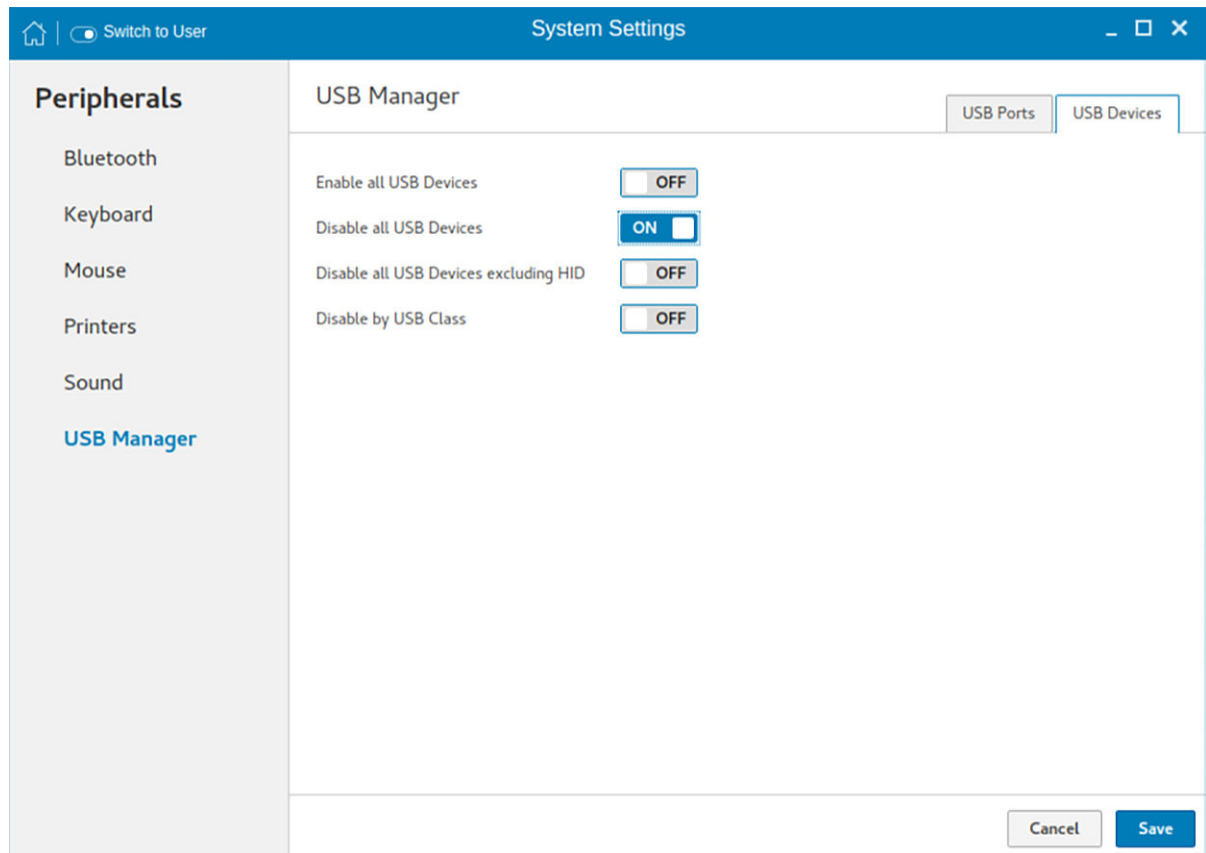 Switch to User
System Settings
Peripherals
Bluetooth
Keyboard
Mouse
Printers
Sound
USB Manager
USB Manager
USB Ports
USB Devices
Enable all USB Devices OFF
Disable all USB Devices ON
Disable all USB Devices excluding HID OFF
Disable by USB Class OFF
Cancel
Save